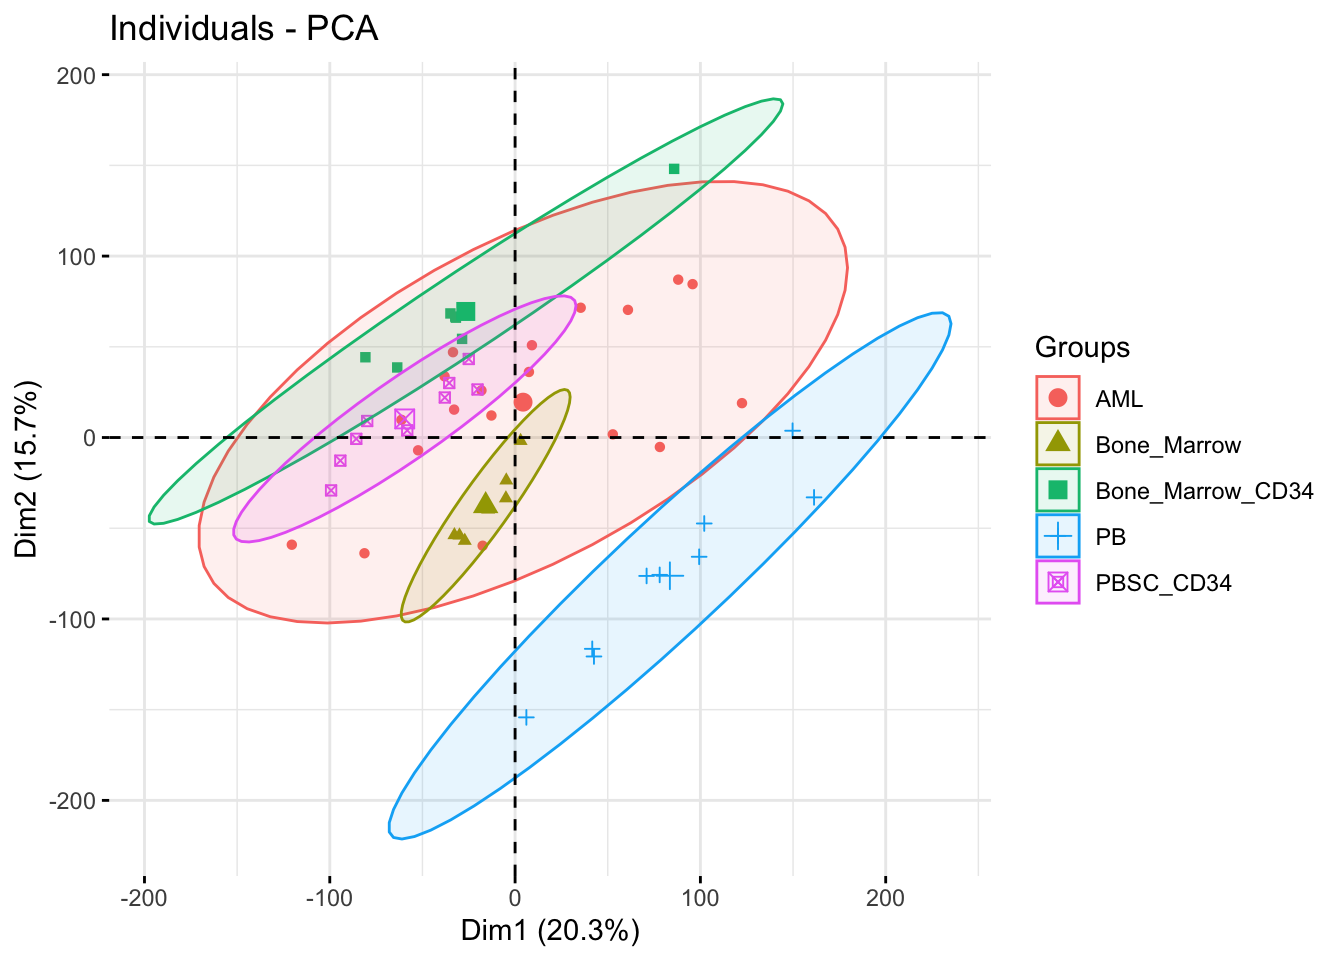 Individuals - PCA
200
100
0
-100
-200
Dim2 (15.7%)
-200
-100
0
100
200
Dim1 (20.3%)
Groups
AML
Bone_Marrow
Bone_Marrow_CD34
PB
PBSC_CD34